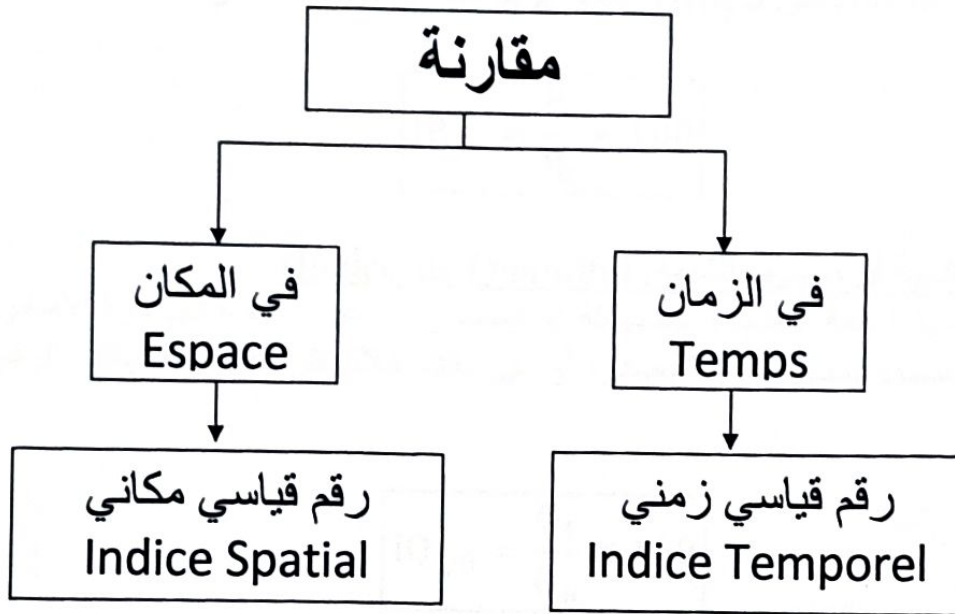 مقارنة
في الزمان
Temps
في المكان
Espace
رقم قياسي زمني
Indice Temporel
رقم قياسي مكاني
Indice Spatial